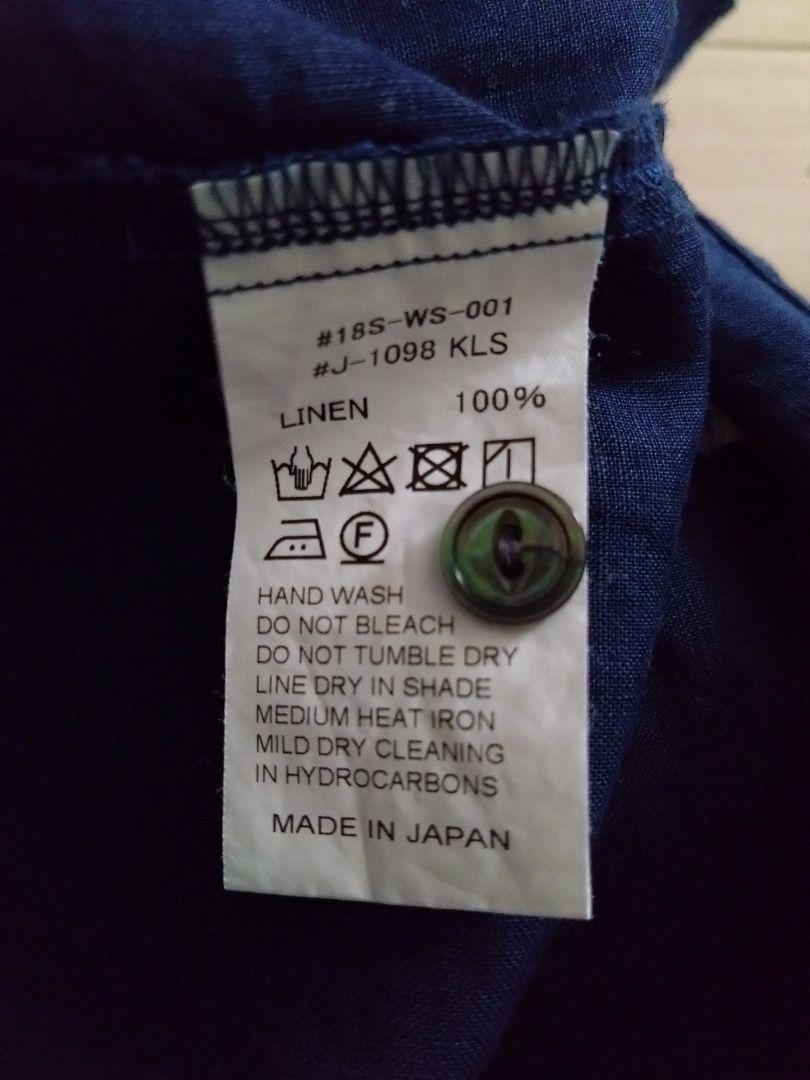 #18S-WS-001
#J-1098 KLS
LINEN 100%
F
HAND WASH
DO NOT BLEACH
DO NOT TUMBLE DRY
LINE DRY IN SHADE
MEDIUM HEAT IRON
MILD DRY CLEANING
IN HYDROCARBONS
MADE IN JAPAN